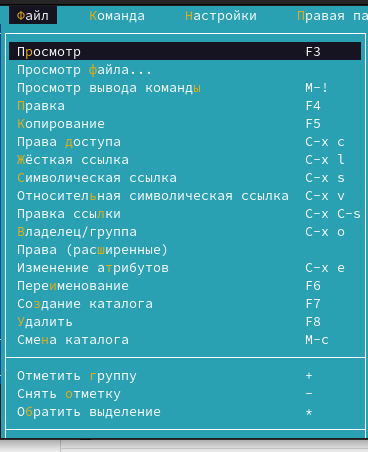 Файл Команда Настройки Правая па
Просмотр F3
Просмотр файла...
Просмотр вывода команды M-!
Правка F4
Копирование F5
Права доступа C-x c
Жёсткая ссылка C-x l
Символическая ссылка C-x s
Относительная символическая ссылка C-x v
Правка ссылки C-x C-s
Владелец/группа C-x o
Права (расширенные)
Изменение атрибутов C-x e
Переименование F6
Создание каталога F7
Удалить F8
Смена каталога M-c
Отметить группу +
Снять отметку -
Обратить выделение *